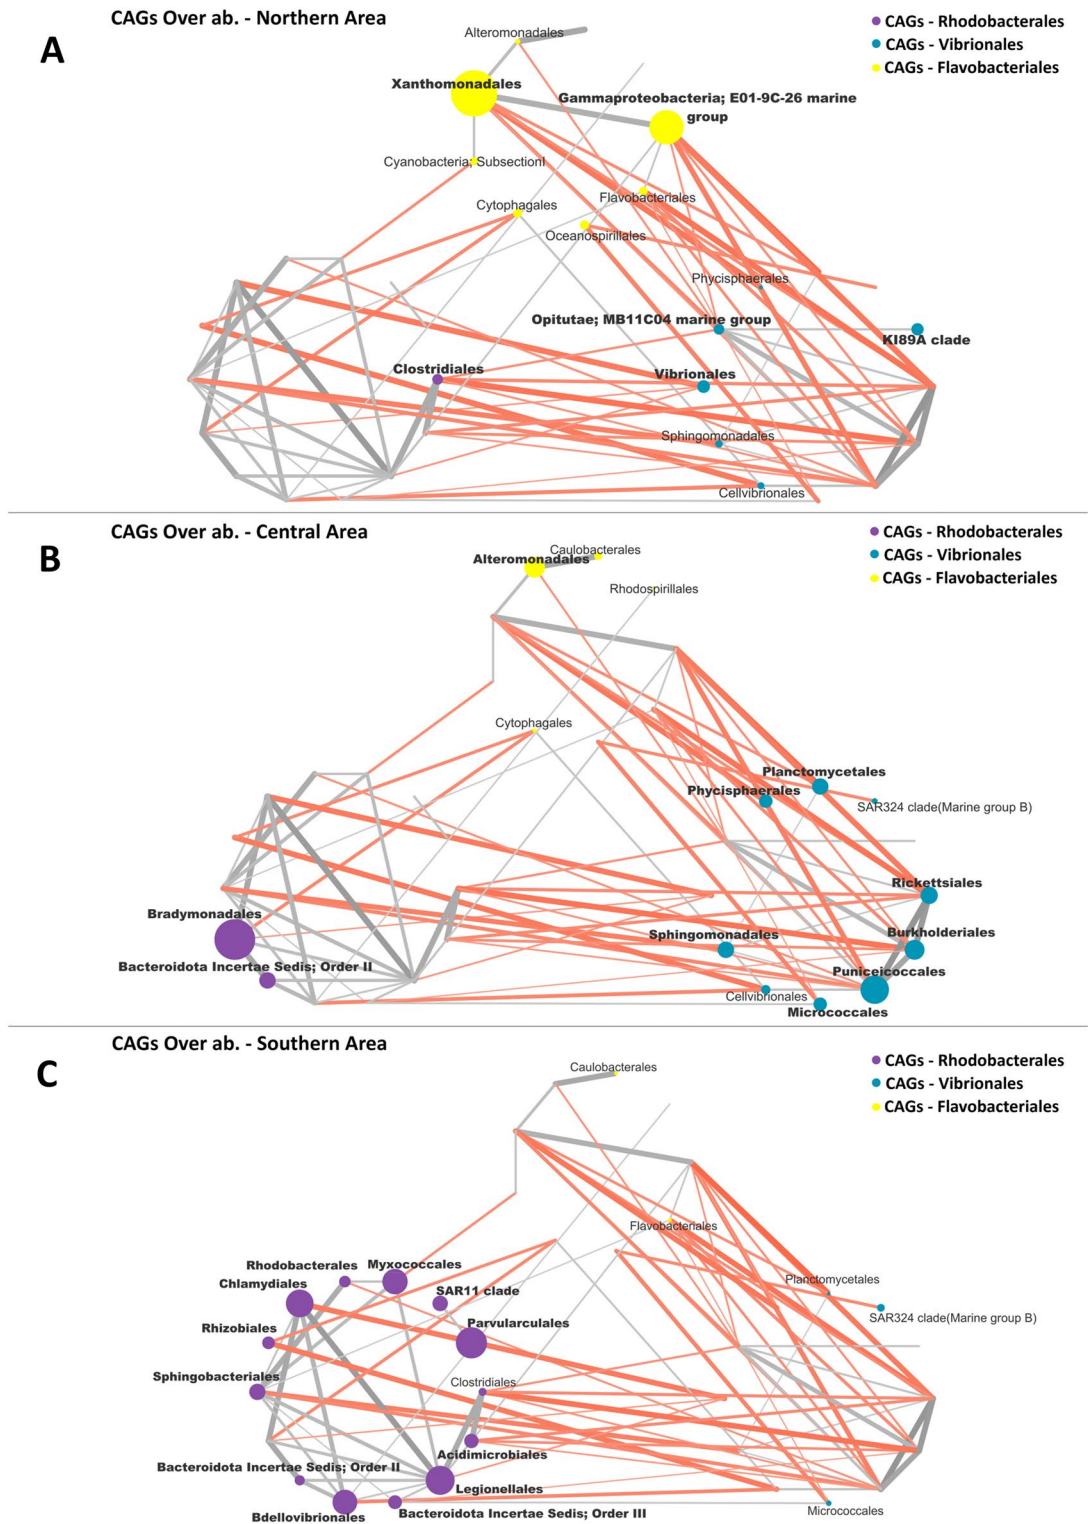 CAGs Over ab. - Northern Area
A
CAGs - Rhodobacterales
CAGs - Vibrionales
CAGs - Flavobacteriales
Alteromonadales
Xanthomonadales
Gammaproteobacteria; E01-9C-26 marine
group
Cyanobacteria; SubsectionI
Flavobacteriales
Cytophagales
Oceanospirillales
Phycisphaerales
Opitutae; MB11C04 marine group
KI89A clade
Clostridiales
Vibrionales
Sphingomonadales
Cellvibrionales
CAGs Over ab. - Central Area
B
CAGs - Rhodobacterales
CAGs - Vibrionales
CAGs - Flavobacteriales
Caulobacterales
Alteromonadales
Rhodospirillales
Cytophagales
Planctomycetales
Phycisphaerales
SAR324 clade(Marine group B)
Rickettsiales
Bradymonadales
Burkholderiales
Sphingomonadales
Bacteroidota Incertae Sedis; Order II
Puniceicoccales
Cellvibrionales
Micrococcales
CAGs Over ab. - Southern Area
C
CAGs - Rhodobacterales
CAGs - Vibrionales
CAGs - Flavobacteriales
Caulobacterales
Flavobacteriales
Rhodobacterales
Myxococcales
Chlamydiales
SAR11 clade
Planctomycetales
SAR324 clade(Marine group B)
Rhizobiales
Parvularculales
Sphingobacteriales
Clostridiales
Acidimicrobiales
Bacteroidota Incertae Sedis; Order II
Legionellales
Bdellovibrionales
Bacteroidota Incertae Sedis; Order III
Micrococcales